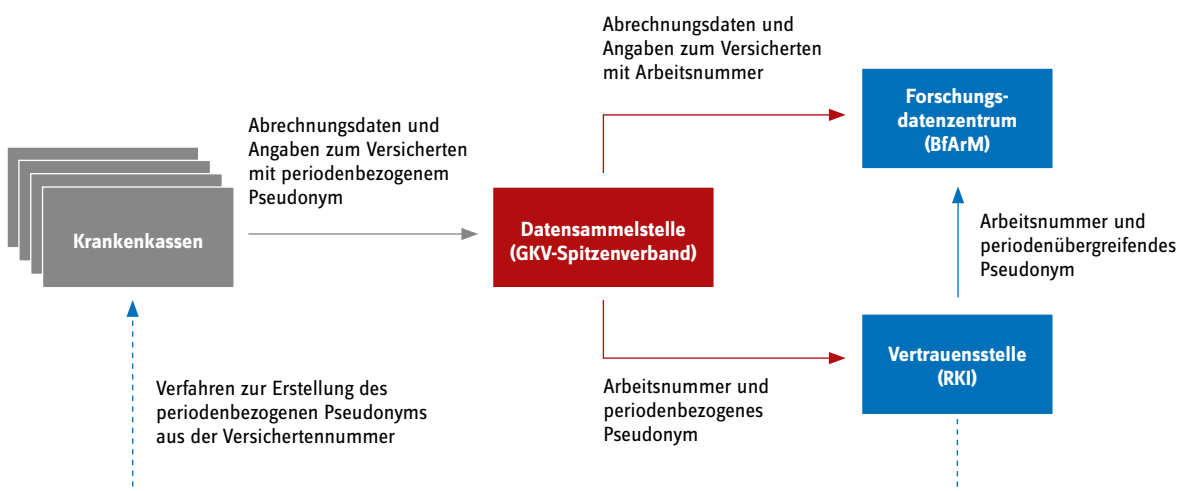 Abrechnungsdaten und
Angaben zum Versicherten
mit Arbeitsnummer
Forschungs-
datenzentrum
(BfArM)
Abrechnungsdaten und
Angaben zum Versicherten
mit periodenbezogenem
Pseudonym
Krankenkassen
Datensammelstelle
(GKV-Spitzenverband)
Arbeitsnummer und
periodenübergreifendes
Pseudonym
Vertrauensstelle
(RKI)
Verfahren zur Erstellung des
periodenbezogenen Pseudonyms
aus der Versichertennummer
Arbeitsnummer und
periodenbezogenes
Pseudonym